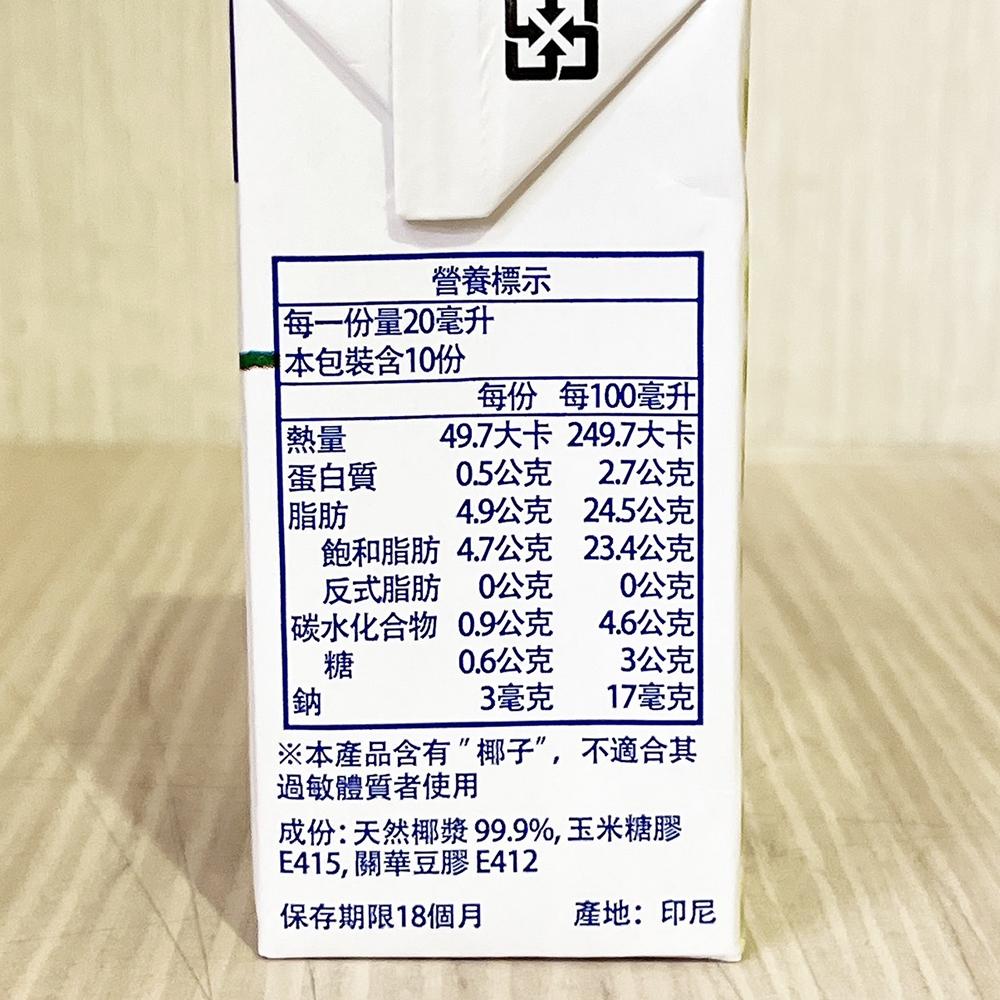 營養標示
每一份量20毫升
本包裝含10份
每份 每100毫升
熱量 49.7大卡 249.7大卡
蛋白質 0.5公克 2.7公克
脂肪 4.9公克 24.5公克
飽和脂肪 4.7公克 23.4公克
反式脂肪 0公克 0公克
碳水化合物 0.9公克 4.6公克
糖 0.6公克 3公克
鈉 3毫克 17毫克
※本產品含有"椰子", 不適合其
過敏體質者使用
成份: 天然椰漿 99.9%, 玉米糖膠
E415, 關華豆膠 E412
保存期限18個月 產地: 印尼